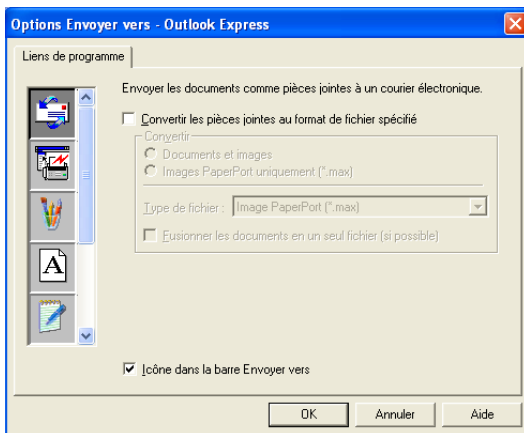 Options Envoyer vers - Outlook Express
Liens de programme
Envoyer les documents comme pièces jointes à un courier électronique.
Convertir les pièces jointes au format de fichier spécifié
Convertir
Documents et images
Images PaperPort uniquement (*.max)
Type de fichier : Image PaperPort (*.max)
Fusionner les documents en un seul fichier (si possible)
A
Icône dans la barre Envoyer vers
OK Annuler Aide